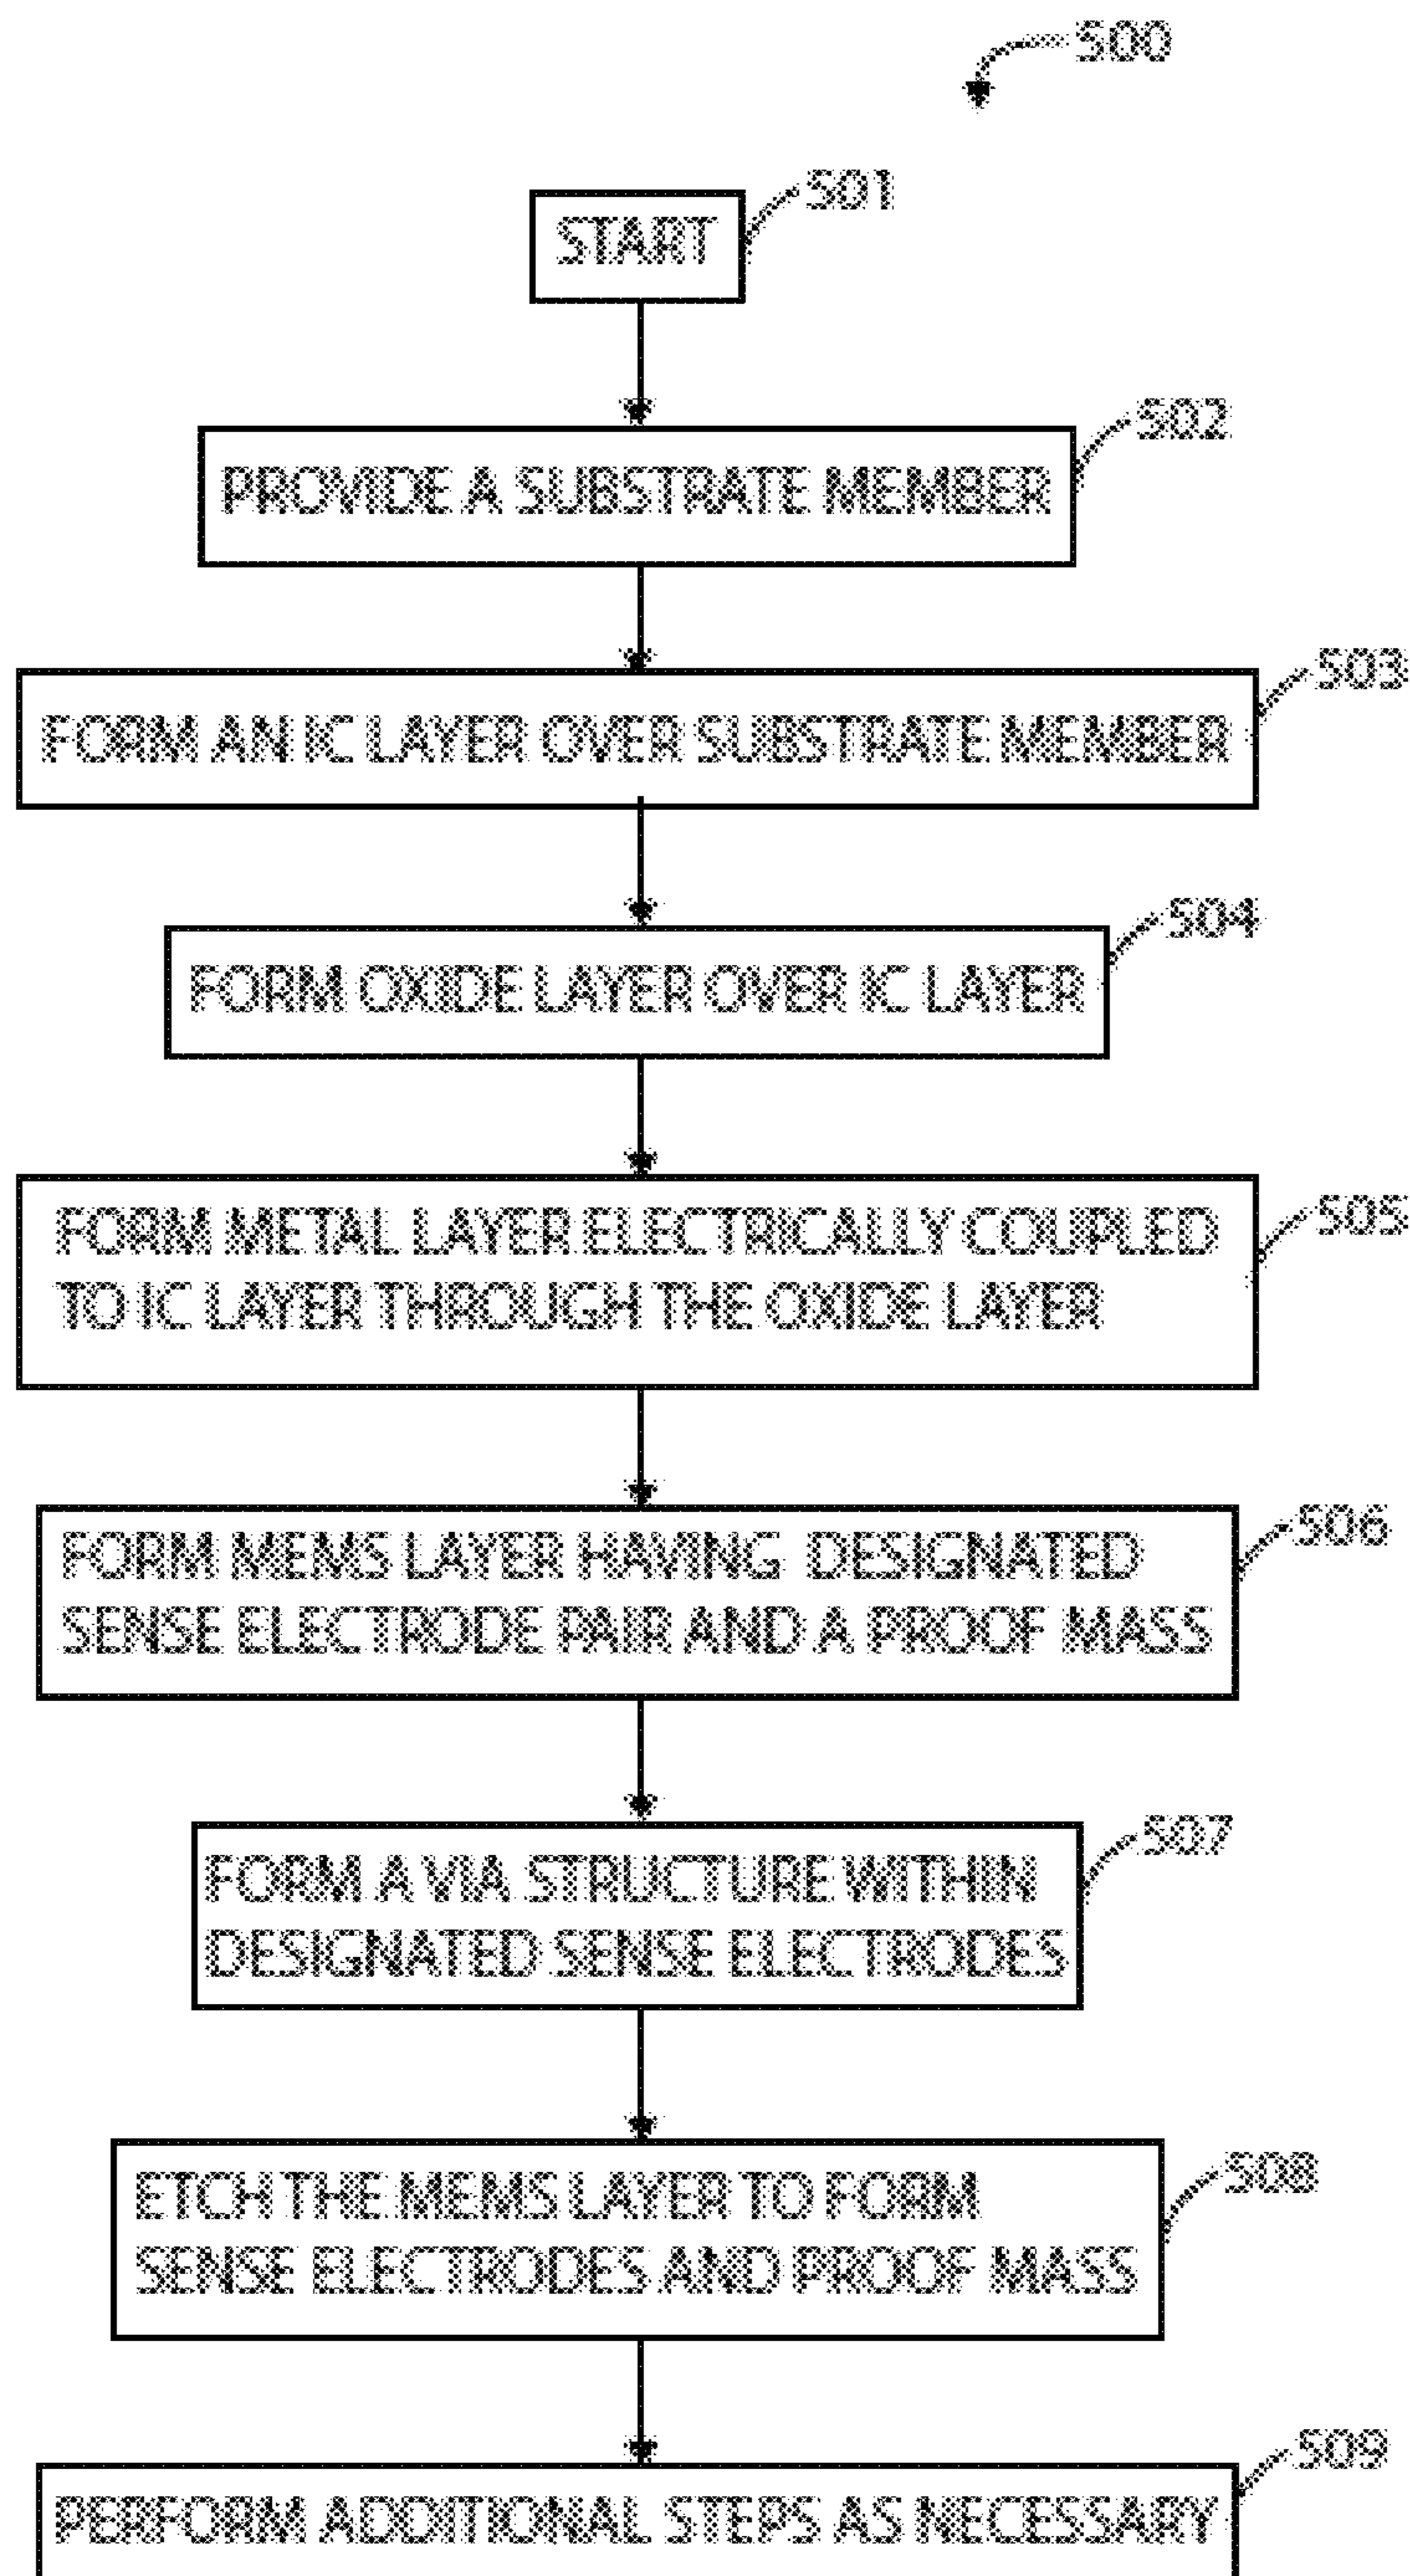 500
501
START
502
PROVIDE A SUBSTRATE MEMBER
503
FORM AN IC LAYER OVER SUBSTRATE MEMBER
504
FORM OXIDE LAYER OVER IC LAYER
505
FORM METAL LAYER ELECTRICALLY COUPLED
TO IC LAYER THROUGH THE OXIDE LAYER
506
FORM MEMS LAYER HAVING DESIGNATED
SENSE ELECTRODE PAIR AND A PROOF MASS
507
FORM A VIA STRUCTURE WITHIN
DESIGNATED SENSE ELECTRODES
508
ETCH THE MEMS LAYER TO FORM
SENSE ELECTRODES AND PROOF MASS
509
PERFORM ADDITIONAL STEPS AS NECESSARY